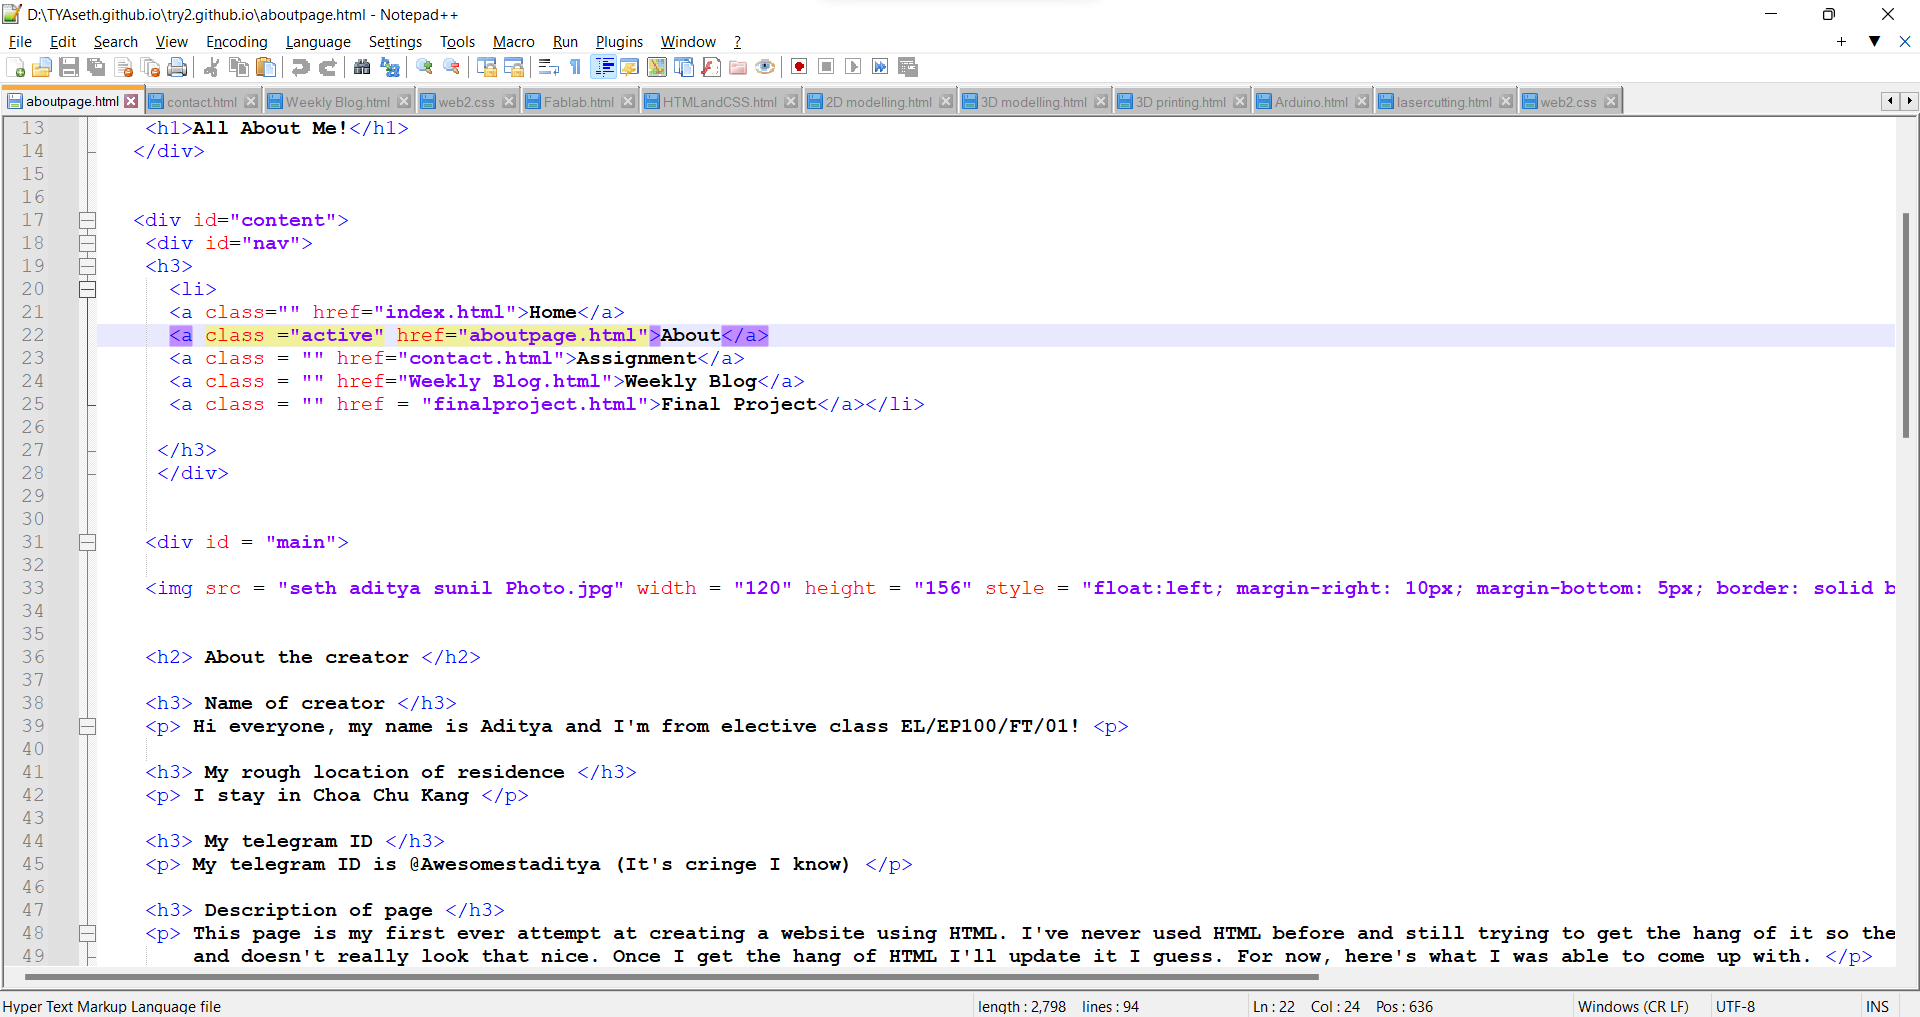 D:\TYAseth.github.io\try2.github.io\aboutpage.html - Notepad++
File Edit Search View Encoding Language Settings Tools Macro Run Plugins Window ?
aboutpage.html contact.html Weekly Blog.html web2.css Fablab.html HTMLandCSS.html 2D modelling.html 3D modelling.html 3D printing.html Arduino.html lasercutting.html web2.css
13 <h1>All About Me!</h1>
14 </div>
15
16
17 <div id="content">
18 <div id="nav">
19 <h3>
20 <li>
21 <a class="" href="index.html">Home</a>
22 <a class ="active" href="aboutpage.html">About</a>
23 <a class = "" href="contact.html">Assignment</a>
24 <a class = "" href="Weekly Blog.html">Weekly Blog</a>
25 <a class = "" href = "finalproject.html">Final Project</a></li>
26
27 </h3>
28 </div>
29
30
31 <div id = "main">
32
33 <img src = "seth aditya sunil Photo.jpg" width = "120" height = "156" style = "float:left; margin-right: 10px; margin-bottom: 5px; border: solid b
34
35
36 <h2> About the creator </h2>
37
38 <h3> Name of creator </h3>
39 <p> Hi everyone, my name is Aditya and I'm from elective class EL/EP100/FT/01! <p>
40
41 <h3> My rough location of residence </h3>
42 <p> I stay in Choa Chu Kang </p>
43
44 <h3> My telegram ID </h3>
45 <p> My telegram ID is @Awesomestaditya (It's cringe I know) </p>
46
47 <h3> Description of page </h3>
48 <p> This page is my first ever attempt at creating a website using HTML. I've never used HTML before and still trying to get the hang of it so the
49 and doesn't really look that nice. Once I get the hang of HTML I'll update it I guess. For now, here's what I was able to come up with. </p>
Hyper Text Markup Language file length : 2,798 lines : 94 Ln : 22 Col : 24 Pos : 636 Windows (CR LF) UTF-8 INS